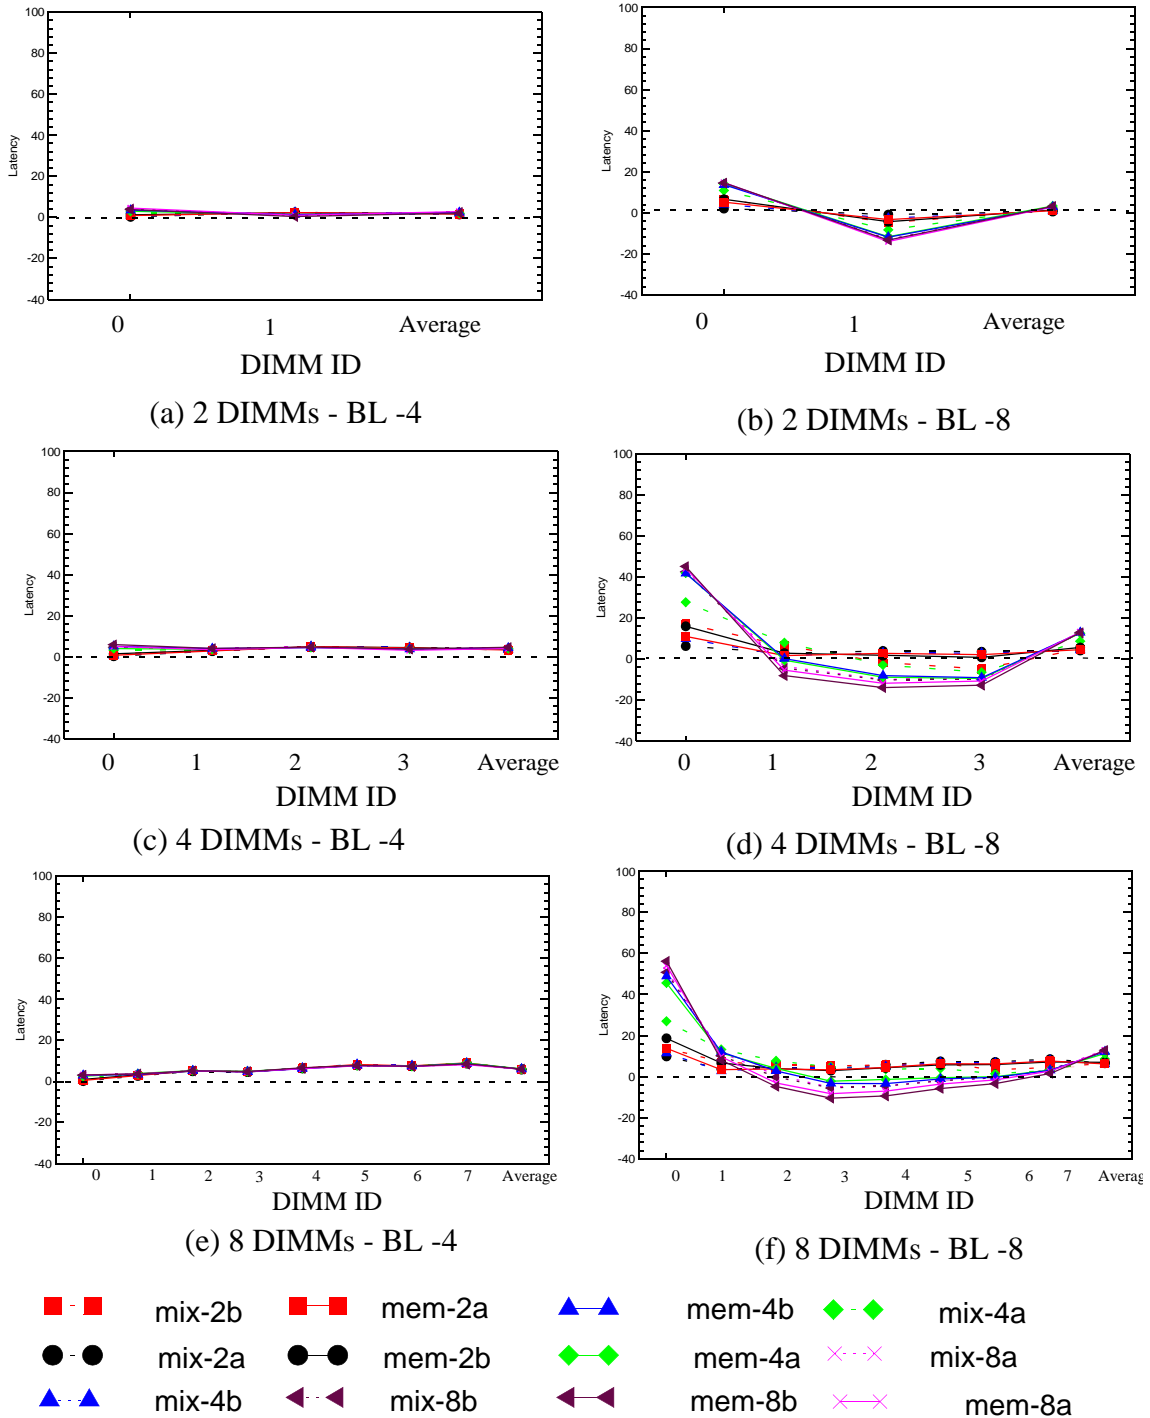 100
80
60
40
20
0
-20
-40
Latency
0 1 Average
DIMM ID
(a) 2 DIMMs - BL -4
100
80
60
40
20
0
-20
-40
Latency
0 1 Average
DIMM ID
(b) 2 DIMMs - BL -8
100
80
60
40
20
0
-20
-40
Latency
0 1 2 3 Average
DIMM ID
(c) 4 DIMMs - BL -4
100
80
60
40
20
0
-20
-40
Latency
0 1 2 3 Average
DIMM ID
(d) 4 DIMMs - BL -8
100
80
60
40
20
0
-20
-40
Latency
0 1 2 3 4 5 6 7 Average
DIMM ID
(e) 8 DIMMs - BL -4
100
80
60
40
20
0
-20
-40
Latency
0 1 2 3 4 5 6 7 Averag
DIMM ID
(f) 8 DIMMs - BL -8
mix-2b mem-2a mem-4b mix-4a
mix-2a mem-2b mem-4a mix-8a
mix-4b mix-8b mem-8b mem-8a